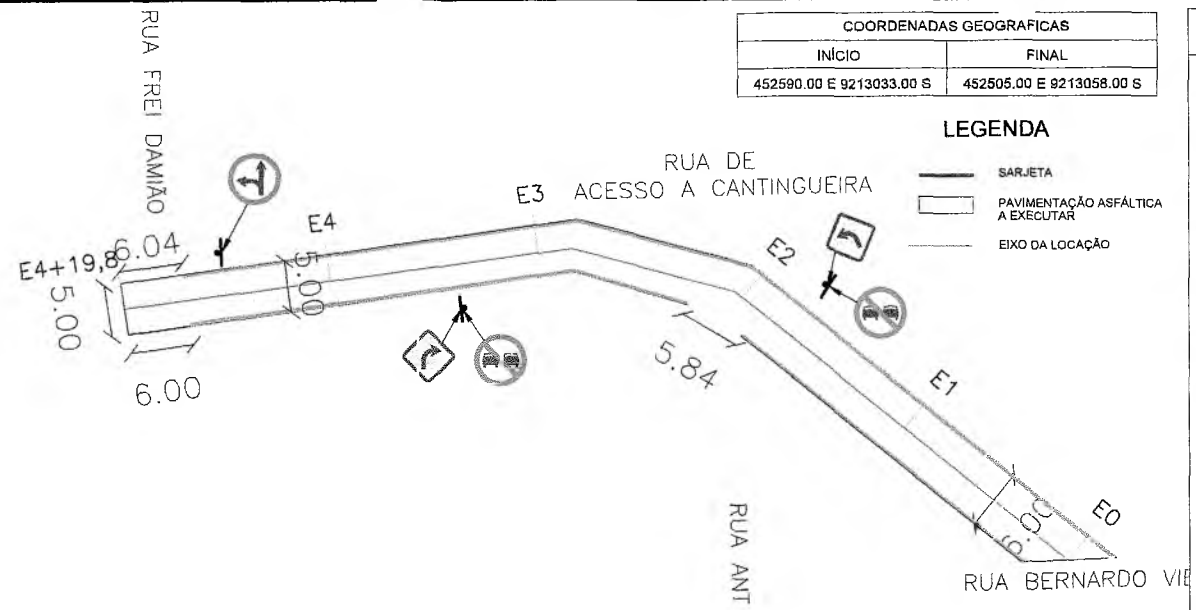 COORDENADAS GEOGRAFICAS
INÍCIO
FINAL
452590.00 E 9213033.00 S
452505.00 E 9213058.00 S
LEGENDA
SARJETA
PAVIMENTAÇÃO ASFÁLTICA
A EXECUTAR
EIXO DA LOCAÇÃO
RUA FREI DAMIÃO
RUA DE
ACESSO A CANTINGUEIRA
E4+19,8
6.04
5.00
6.00
E4
5.00
E3
E2
5.84
E1
6.00
E0
RUA ANT
RUA BERNARDO VIE